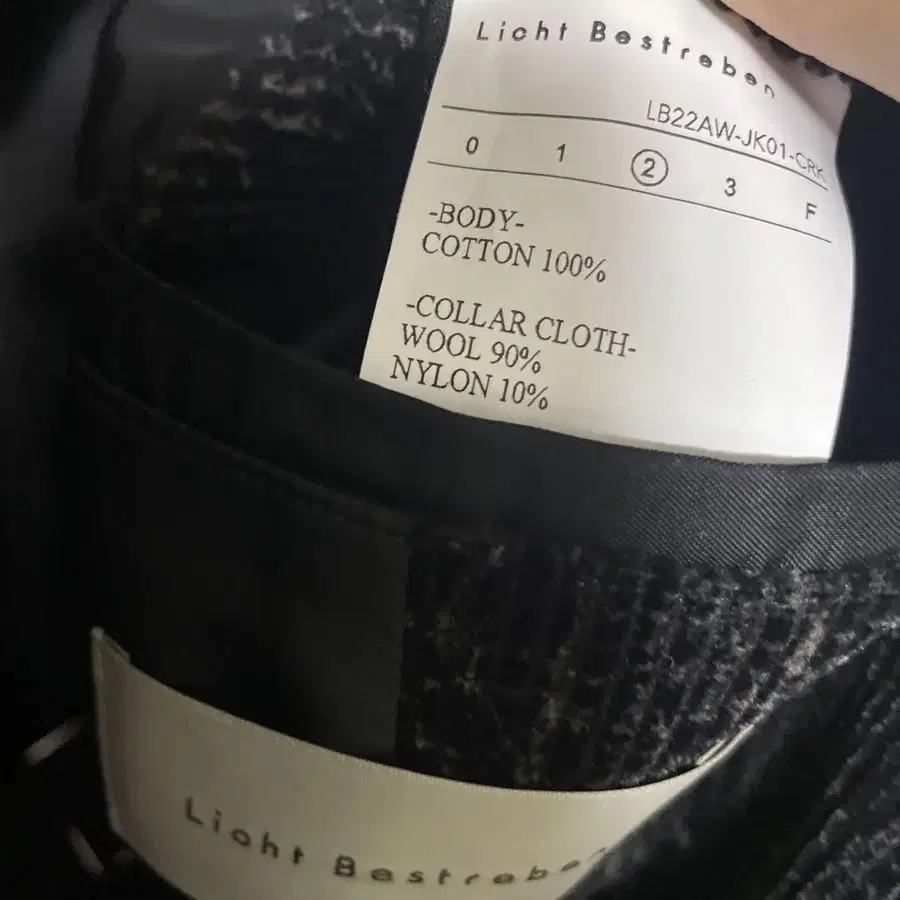 Licht Bestreben
LB22AW-JK01-CRK
0 1 2 3 F
-BODY-
COTTON 100%
-COLLAR CLOTH-
WOOL 90%
NYLON 10%
Licht Bestreben